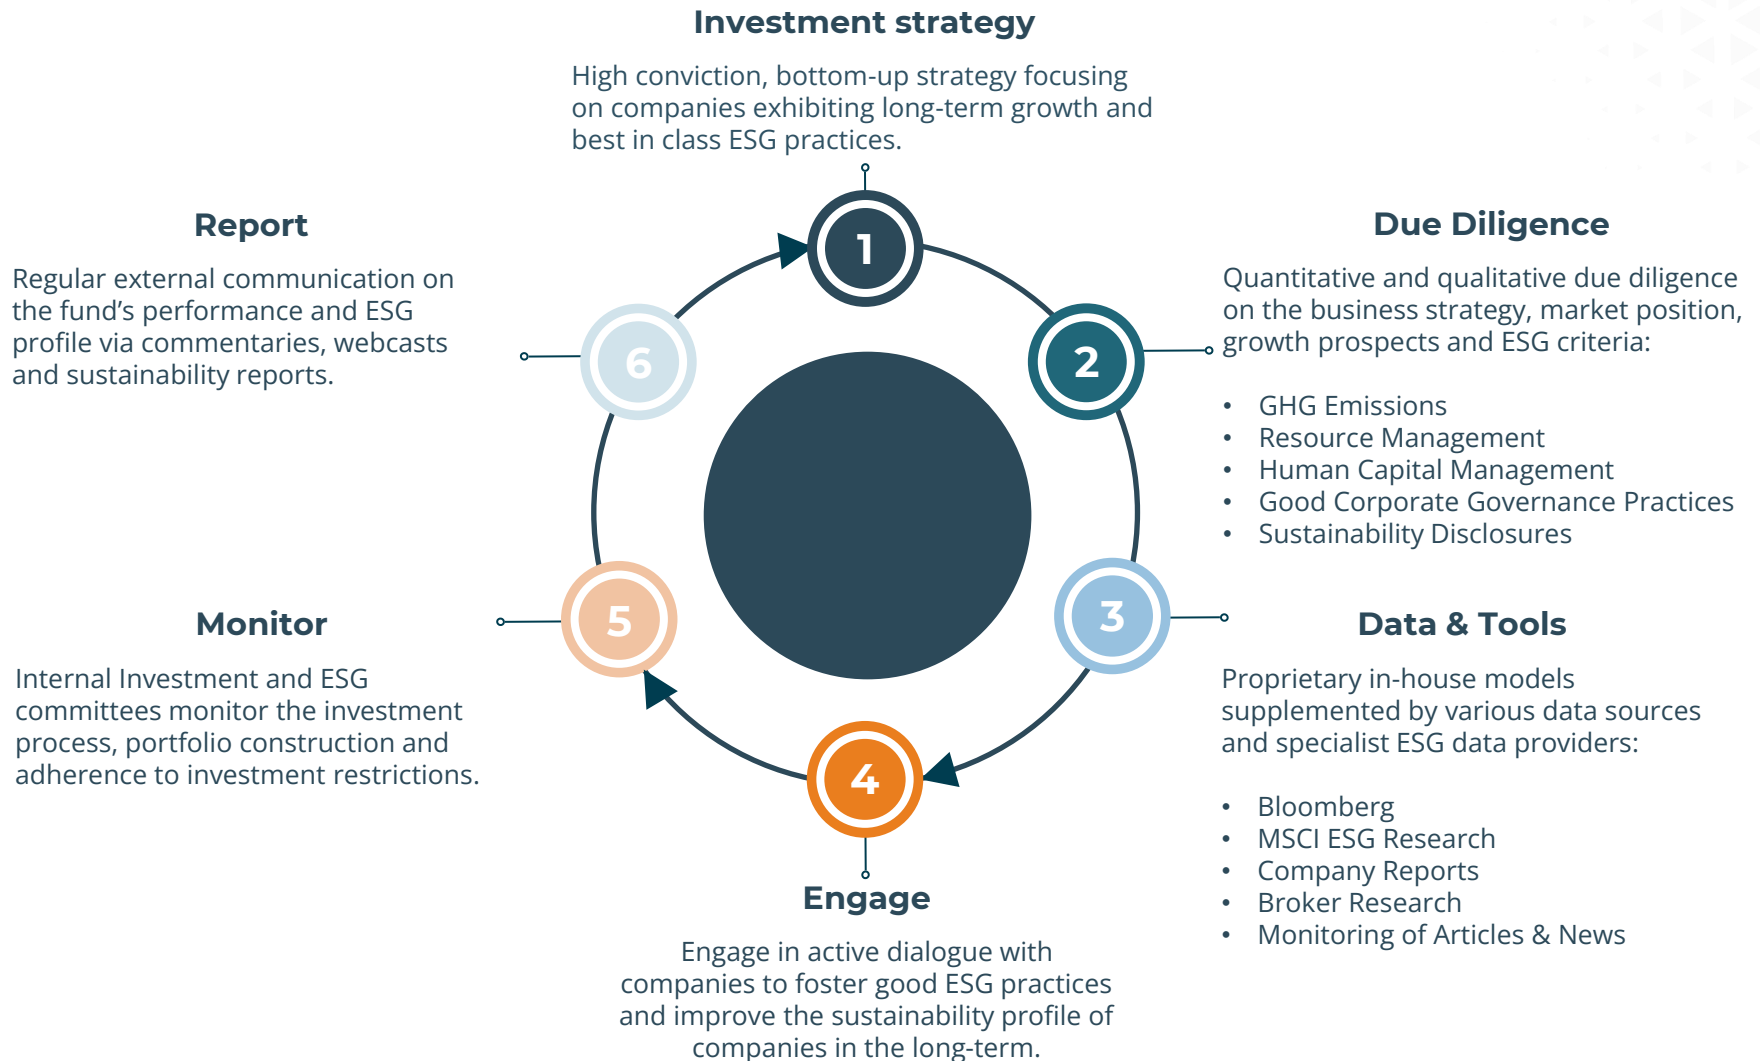 Investment strategy
High conviction, bottom-up strategy focusing
on companies exhibiting long-term growth and
best in class ESG practices.
1
Due Diligence
Quantitative and qualitative due diligence
on the business strategy, market position,
growth prospects and ESG criteria:
• GHG Emissions
• Resource Management
• Human Capital Management
• Good Corporate Governance Practices
• Sustainability Disclosures
2
Data & Tools
Proprietary in-house models
supplemented by various data sources
and specialist ESG data providers:
• Bloomberg
• MSCI ESG Research
• Company Reports
• Broker Research
• Monitoring of Articles & News
3
4
Engage
Engage in active dialogue with
companies to foster good ESG practices
and improve the sustainability profile of
companies in the long-term.
Monitor
Internal Investment and ESG
committees monitor the investment
process, portfolio construction and
adherence to investment restrictions.
5
Report
Regular external communication on
the fund’s performance and ESG
profile via commentaries, webcasts
and sustainability reports.
6